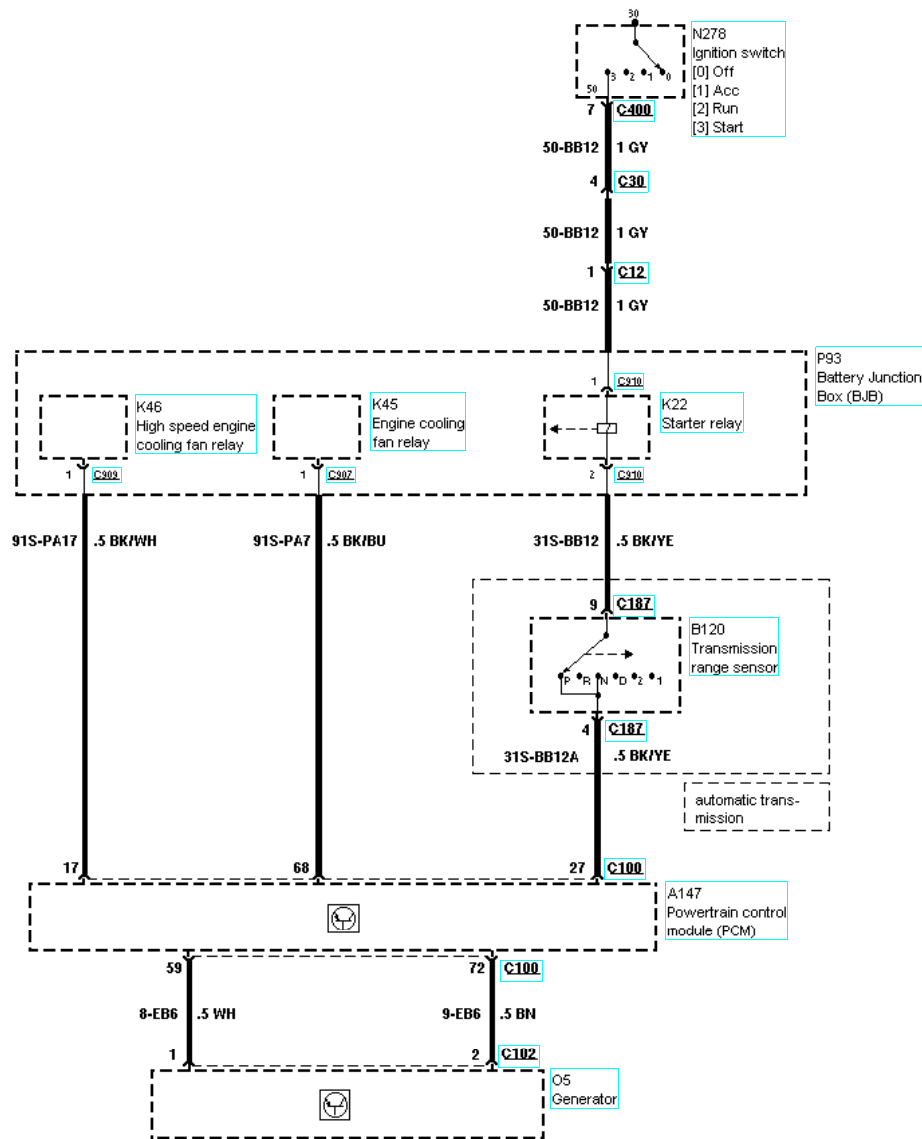 30
N278
Ignition switch
[0] Off
[1] Acc
[2] Run
[3] Start
3 2 1 0
50
7 C400
50-BB12 1 GY
4 C30
50-BB12 1 GY
1 C12
50-BB12 1 GY
P93
Battery Junction
Box (BJB)
1 C910
K46
High speed engine
cooling fan relay
K45
Engine cooling
fan relay
K22
Starter relay
1 C909
1 C907
2 C910
91S-PA17 .5 BK/WH
91S-PA7 .5 BK/BU
31S-BB12 .5 BK/YE
9 C187
B120
Transmission
range sensor
P R N D 2 1
4 C187
31S-BB12A .5 BK/YE
automatic trans-
mission
17 68 27 C100
A147
Powertrain control
module (PCM)
59 72 C100
8-EB6 .5 WH
9-EB6 .5 BN
1 2 C102
O5
Generator